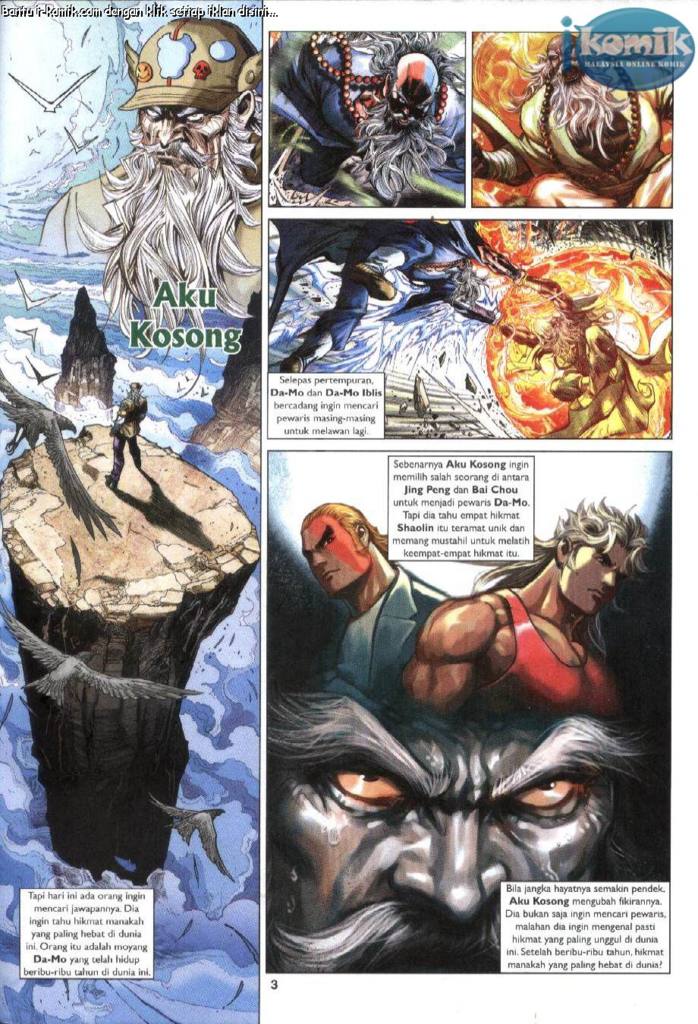 Bantu i-komik.com dengan klik setiap iklan disini...
ikomik
MALAYSIA ONLINE KOMIK
Aku
Kosong
Selepas pertempuran,
Da-Mo dan Da-Mo Iblis
bercadang ingin mencari
pewaris masing-masing
untuk melawan lagi.
Sebenarnya Aku Kosong ingin
memilih salah seorang di antara
Jing Peng dan Bai Chou
untuk menjadi pewaris Da-Mo.
Tapi dia tahu empat hikmat
Shaolin itu teramat unik dan
memang mustahil untuk melatih
keempat-empat hikmat itu.
Tapi hari ini ada orang ingin
mencari jawapannya. Dia
ingin tahu hikmat manakah
yang paling hebat di dunia
ini. Orang itu adalah moyang
Da-Mo yang telah hidup
beribu-ribu tahun di dunia ini.
Bila jangka hayatnya semakin pendek,
Aku Kosong mengubah fikirannya.
Dia bukan saja ingin mencari pewaris,
malahan dia ingin mengenal pasti
hikmat yang paling unggul di dunia
ini. Setelah beribu-ribu tahun, hikmat
manakah yang paling hebat di dunia?
3